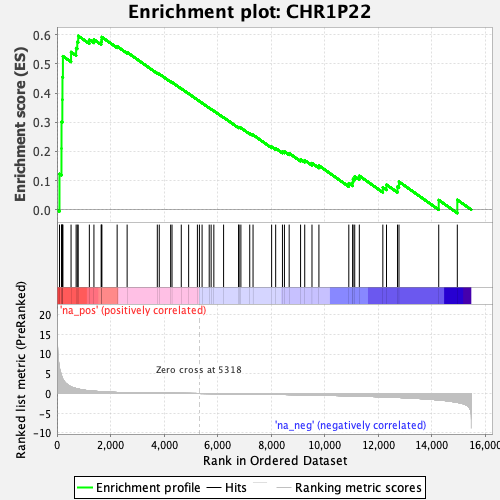 Enrichment plot: CHR1P22
Enrichment score (ES)
0.6
0.5
0.4
0.3
0.2
0.1
0.0
'na_pos' (positively correlated)
Ranked list metric (PreRanked)
20
15
10
5
0
-5
-10
Zero cross at 5318
'na_neg' (negatively correlated)
0
2,000
4,000
6,000
8,000
10,000
12,000
14,000
16,000
Rank in Ordered Dataset
Enrichment profile
Hits
Ranking metric scores